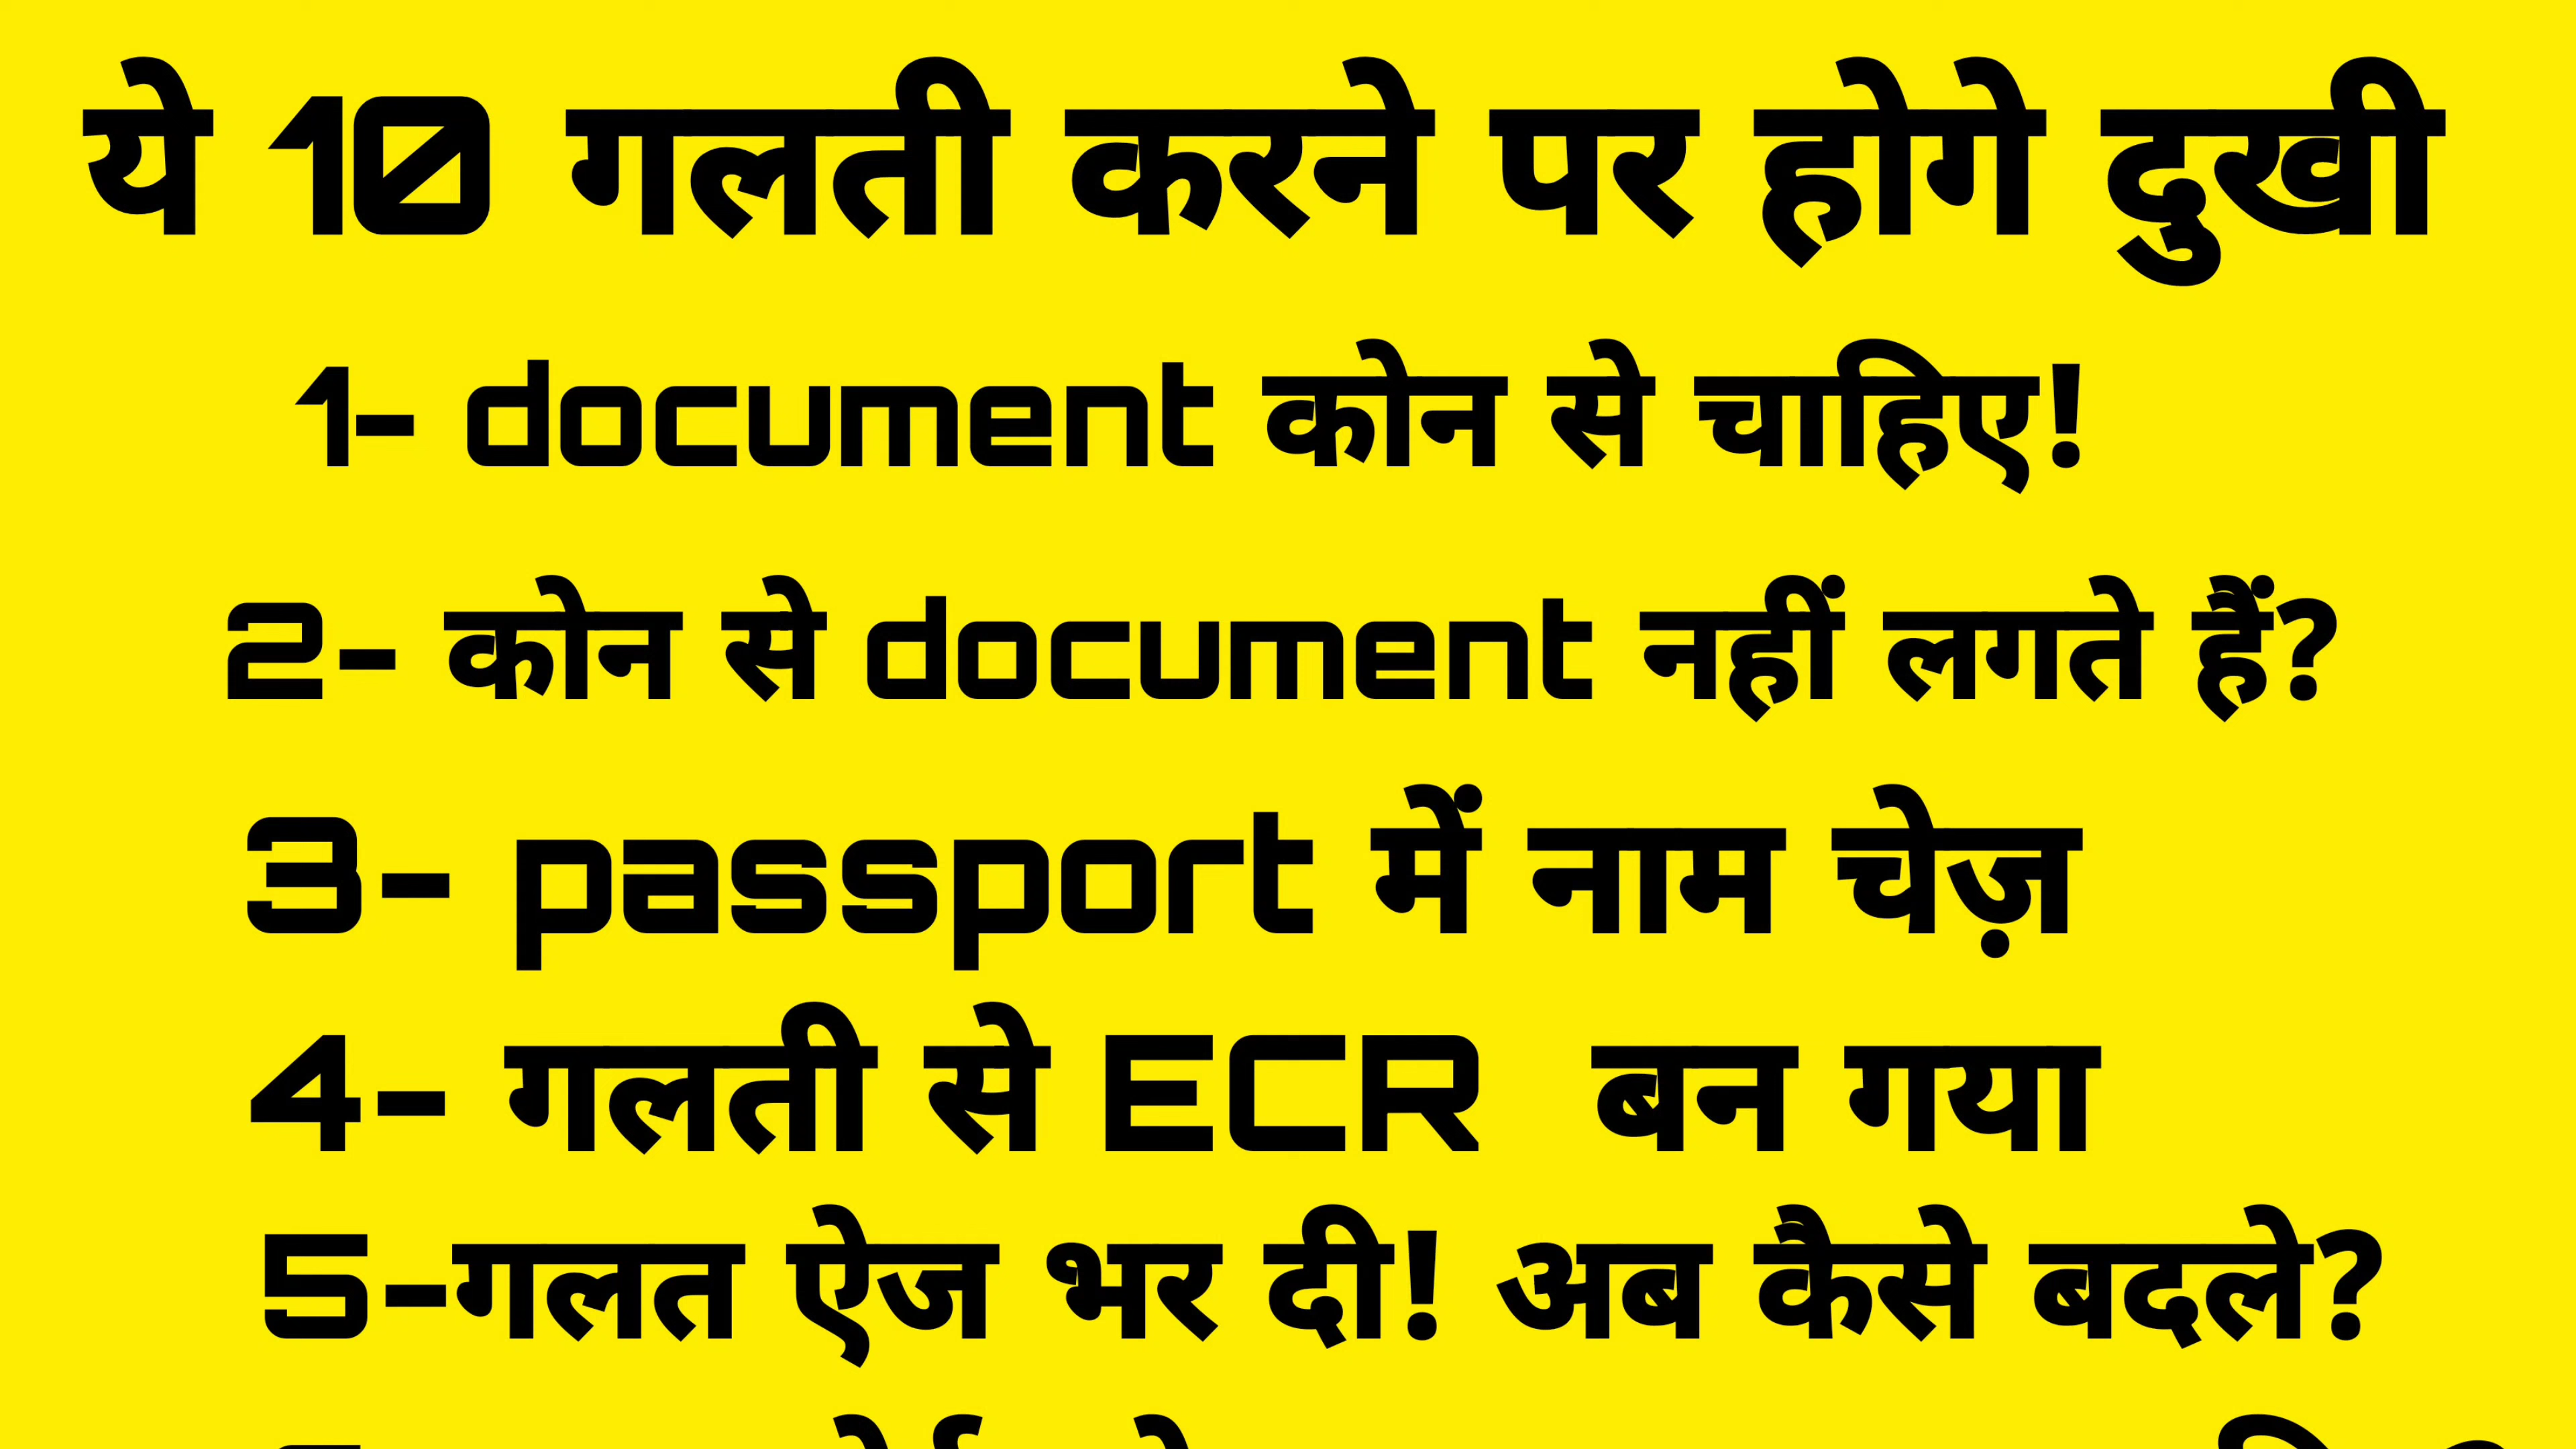 ये 10 गलती करने पर होगे दुखी
1- document कोन से चाहिए!
2- कोन से document नहीं लगते हैं?
3- passport में नाम चेज़
4- गलती से ECR बन गया
5-गलत ऐज भर दी! अब कैसे बदले?